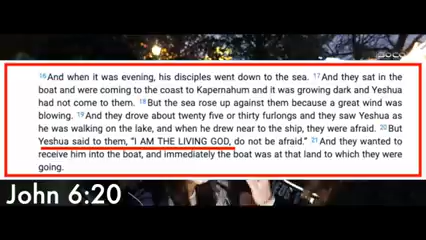 SOCO
16And when it was evening, his disciples went down to the sea. 17And they sat in the
boat and were coming to the coast to Kapernahum and it was growing dark and Yeshua
had not come to them. 18But the sea rose up against them because a great wind was
blowing. 19And they drove about twenty five or thirty furlongs and they saw Yeshua as
he was walking on the lake, and when he drew near to the ship, they were afraid. 20But
Yeshua said to them, “I AM THE LIVING GOD, do not be afraid.” 21And they wanted to
receive him into the boat, and immediately the boat was at that land to which they were
going.
John 6:20